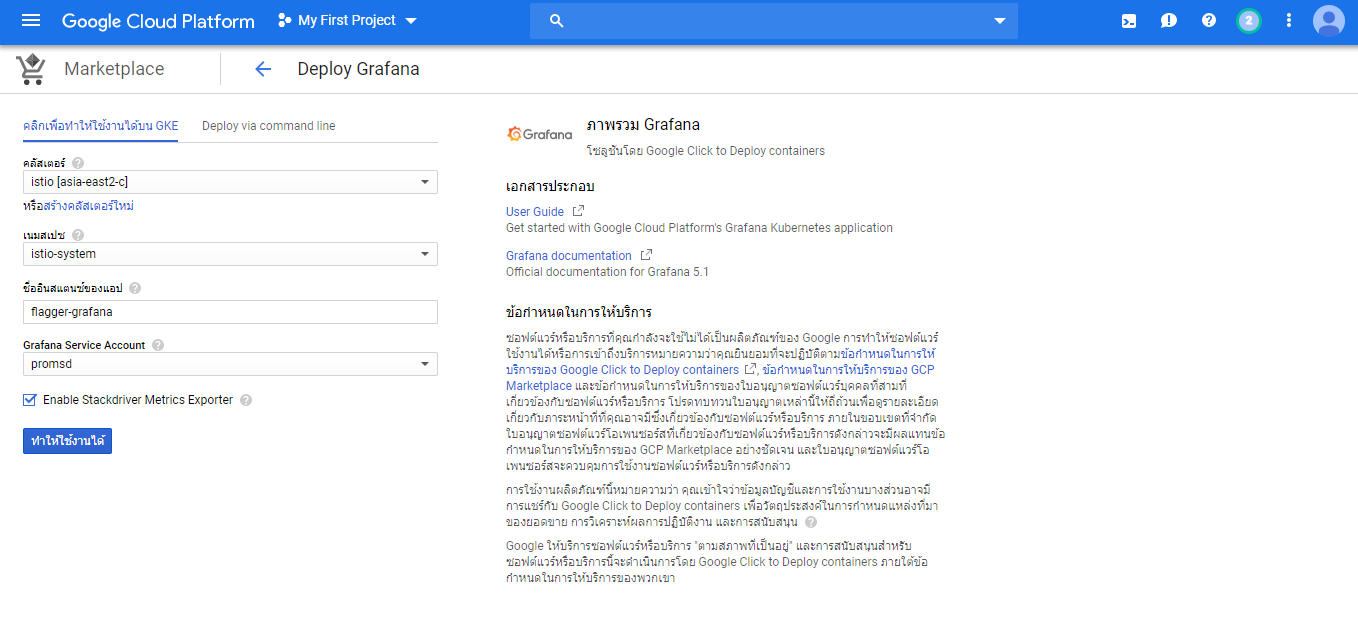 Google Cloud Platform
My First Project
2
Marketplace
Deploy Grafana
คลิกเพื่อทำให้ใช้งานได้บน GKE
Deploy via command line
คลัสเตอร์
istio [asia-east2-c]
หรือสร้างคลัสเตอร์ใหม่
เนมสเปซ
istio-system
ชื่ออินสแตนซ์ของแอป
flagger-grafana
Grafana Service Account
promsd
Enable Stackdriver Metrics Exporter
ทำให้ใช้งานได้
Grafana
ภาพรวม Grafana
โซลูชันโดย Google Click to Deploy containers
เอกสารประกอบ
User Guide
Get started with Google Cloud Platform's Grafana Kubernetes application
Grafana documentation
Official documentation for Grafana 5.1
ข้อกำหนดในการให้บริการ
ซอฟต์แวร์หรือบริการที่คุณกำลังจะใช้ไม่ได้เป็นผลิตภัณฑ์ของ Google การทำให้ซอฟต์แวร์
ใช้งานได้หรือการเข้าถึงบริการหมายความว่าคุณยินยอมที่จะปฏิบัติตามข้อกำหนดในการให้
บริการของ Google Click to Deploy containers , ข้อกำหนดในการให้บริการของ GCP
Marketplace และข้อกำหนดในการให้บริการของใบอนุญาตซอฟต์แวร์บุคคลที่สามที่
เกี่ยวข้องกับซอฟต์แวร์หรือบริการ โปรดทบทวนใบอนุญาตเหล่านี้ให้ถี่ถ้วนเพื่อดูรายละเอียด
เกี่ยวกับภาระหน้าที่ที่คุณอาจมีซึ่งเกี่ยวข้องกับซอฟต์แวร์หรือบริการ ภายในขอบเขตที่จำกัด
ใบอนุญาตซอฟต์แวร์โอเพนซอร์สที่เกี่ยวข้องกับซอฟต์แวร์หรือบริการดังกล่าวจะมีผลแทนข้อ
กำหนดในการให้บริการของ GCP Marketplace อย่างชัดเจน และใบอนุญาตซอฟต์แวร์โอ
เพนซอร์สจะควบคุมการใช้งานซอฟต์แวร์หรือบริการดังกล่าว
การใช้งานผลิตภัณฑ์นี้หมายความว่า คุณเข้าใจว่าข้อมูลบัญชีและการใช้งานบางส่วนอาจมี
การแชร์กับ Google Click to Deploy containers เพื่อวัตถุประสงค์ในการกำหนดแหล่งที่มา
ของยอดขาย การวิเคราะห์ผลการปฏิบัติงาน และการสนับสนุน
Google ให้บริการซอฟต์แวร์หรือบริการ "ตามสภาพที่เป็นอยู่" และการสนับสนุนสำหรับ
ซอฟต์แวร์หรือบริการนี้จะดำเนินการโดย Google Click to Deploy containers ภายใต้ข้อ
กำหนดในการให้บริการของพวกเขา